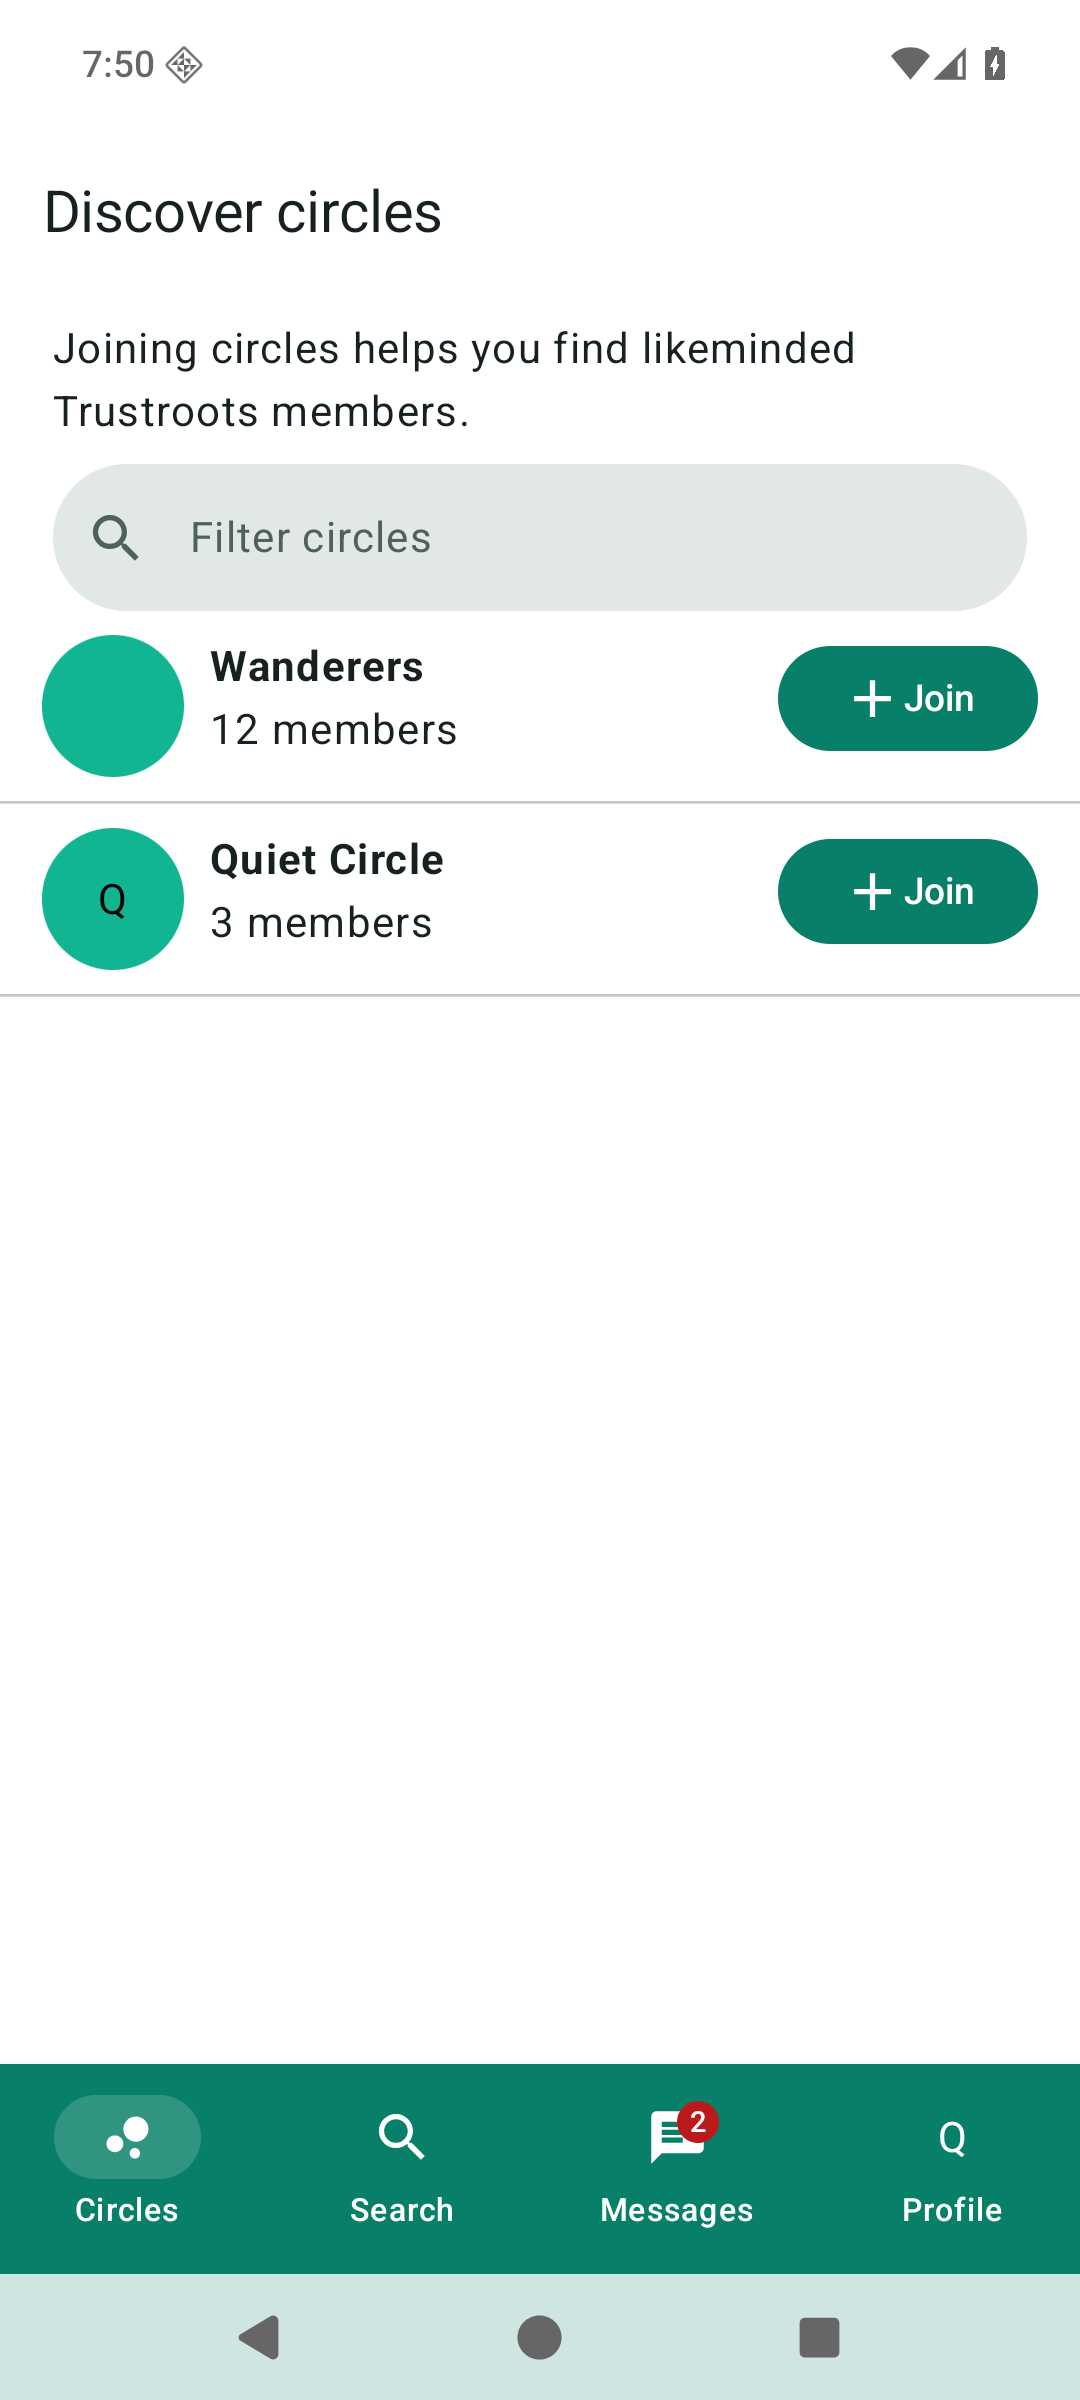 7:50
Discover circles
Joining circles helps you find likeminded
Trustroots members.
Filter circles
Wanderers
12 members
Join
Q
Quiet Circle
3 members
Join
2
Q
Circles
Search
Messages
Profile